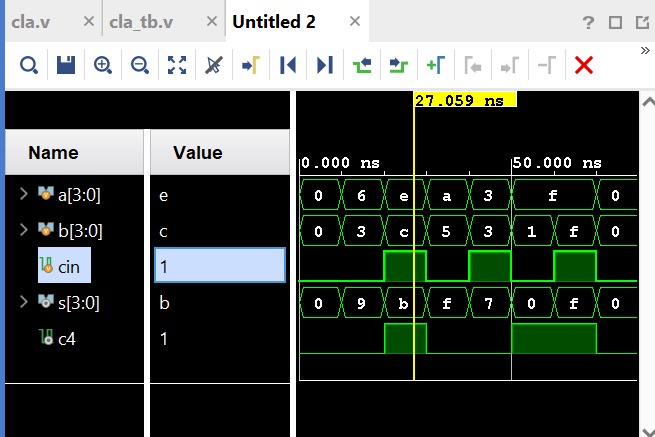 cla.v × cla_tb.v × Untitled 2 × ?
»
27.059 ns
Name Value 0.000 ns 50.000 ns
a[3:0] e 0 6 e a 3 f 0
b[3:0] c 0 3 c 5 3 1 f 0
cin 1
s[3:0] b 0 9 b f 7 0 f 0
c4 1